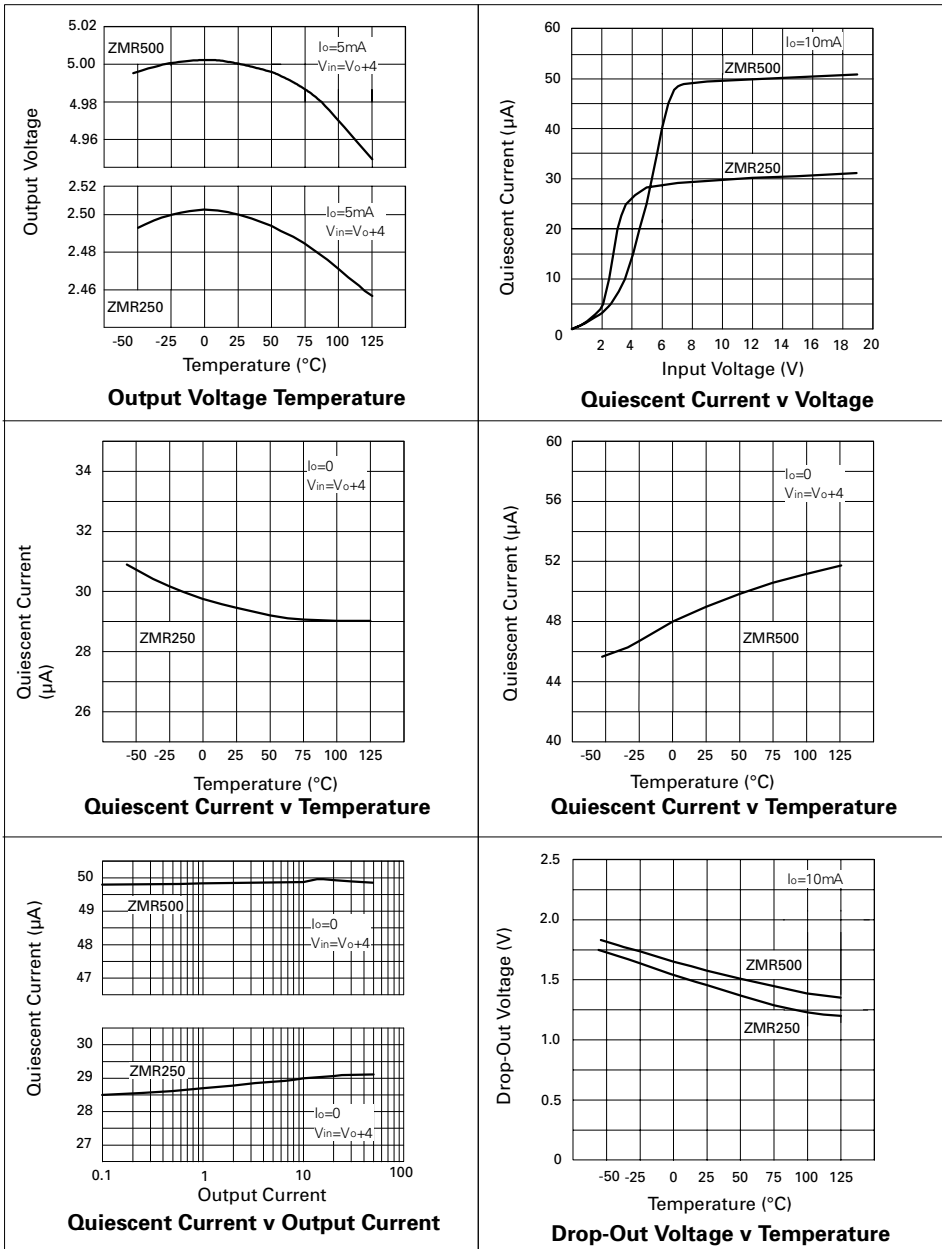 5.02
5.00
4.98
4.96
ZMR500
Io=5mA
Vin=Vo+4
2.52
2.50
2.48
2.46
Io=5mA
Vin=Vo+4
ZMR250
Output Voltage
-50 -25 0 25 50 75 100 125
Temperature (°C)
Output Voltage Temperature
60
50
40
30
20
10
0
Quiescent Current (µA)
Io=10mA
ZMR500
ZMR250
2 4 6 8 10 12 14 16 18 20
Input Voltage (V)
Quiescent Current v Voltage
34
32
30
28
26
Quiescent Current
(µA)
Io=0
Vin=Vo+4
ZMR250
-50 -25 0 25 50 75 100 125
Temperature (°C)
Quiescent Current v Temperature
60
56
52
48
44
40
Quiescent Current (µA)
Io=0
Vin=Vo+4
ZMR500
-50 -25 0 25 50 75 100 125
Temperature (°C)
Quiescent Current v Temperature
50
49
48
47
ZMR500
Io=0
Vin=Vo+4
30
29
28
27
ZMR250
Io=0
Vin=Vo+4
Quiescent Current (µA)
0.1 1 10 100
Output Current
Quiescent Current v Output Current
2.5
2.0
1.5
1.0
0.5
0
Drop-Out Voltage (V)
Io=10mA
ZMR500
ZMR250
-50 -25 0 25 50 75 100 125
Temperature (°C)
Drop-Out Voltage v Temperature